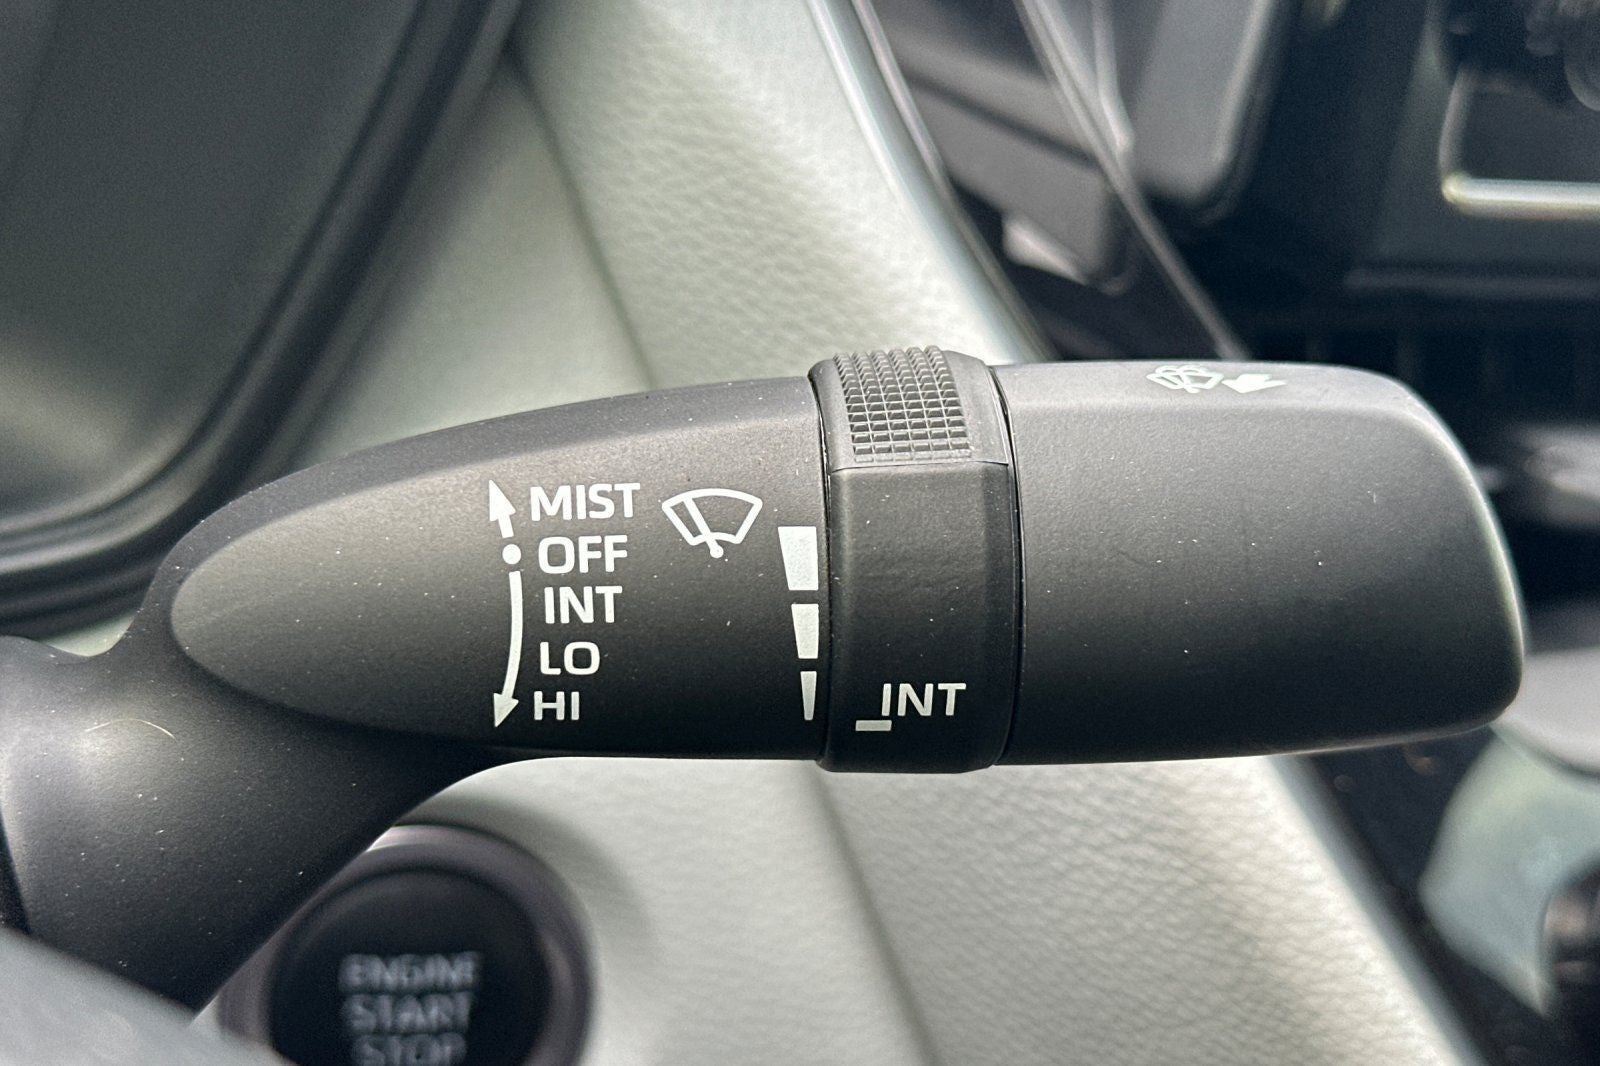 MIST
OFF
INT
LO
HI
INT
ENGINE
START
STOP